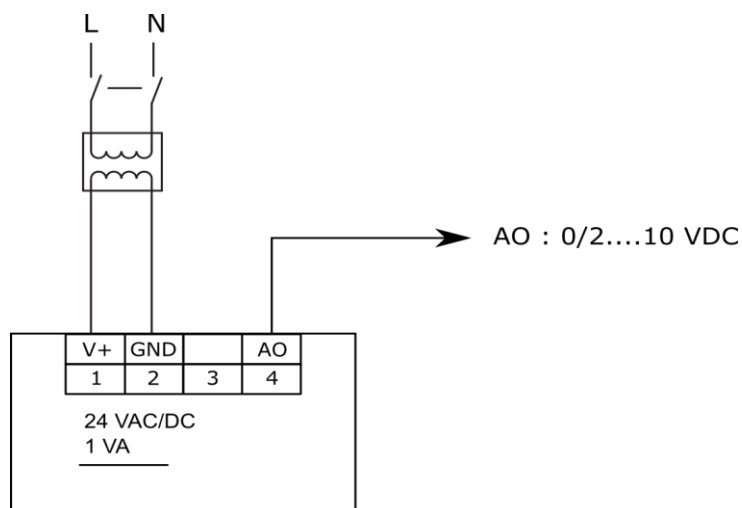 L N
AO : 0/2....10 VDC
V+ GND AO
1 2 3 4
24 VAC/DC
1 VA